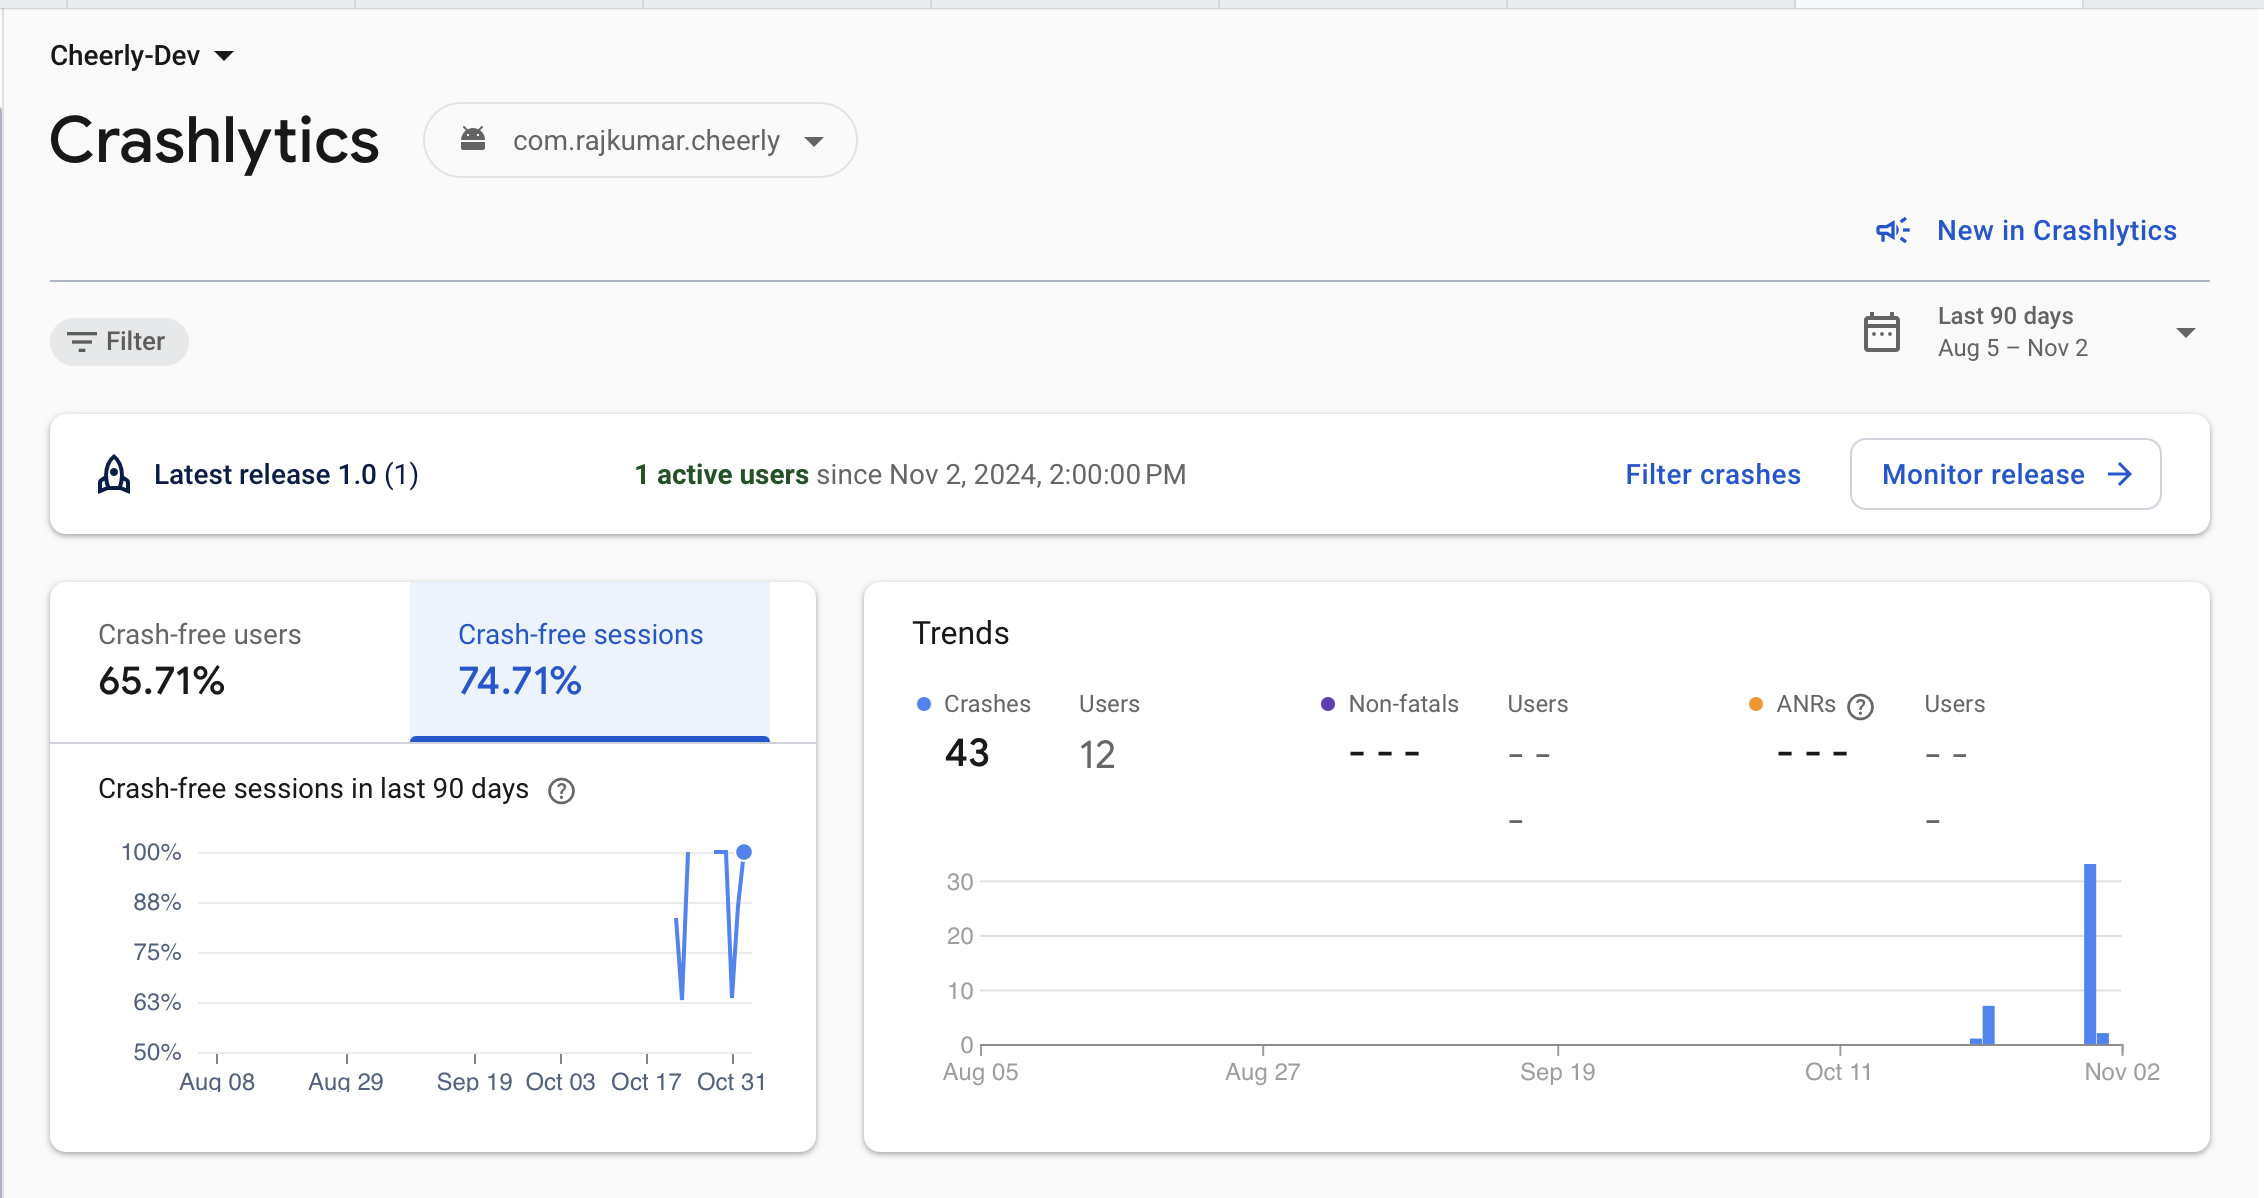 Cheerly-Dev
Crashlytics
com.rajkumar.cheerly
New in Crashlytics
Filter
Last 90 days
Aug 5 – Nov 2
Latest release 1.0 (1)
1 active users since Nov 2, 2024, 2:00:00 PM
Filter crashes
Monitor release
Crash-free users
65.71%
Crash-free sessions
74.71%
Crash-free sessions in last 90 days
100%
88%
75%
63%
50%
Aug 08 Aug 29 Sep 19 Oct 03 Oct 17 Oct 31
Trends
Crashes Users
43 12
Non-fatals Users
- - - - -
-
ANRs Users
- - - - -
-
30
20
10
0
Aug 05 Aug 27 Sep 19 Oct 11 Nov 02